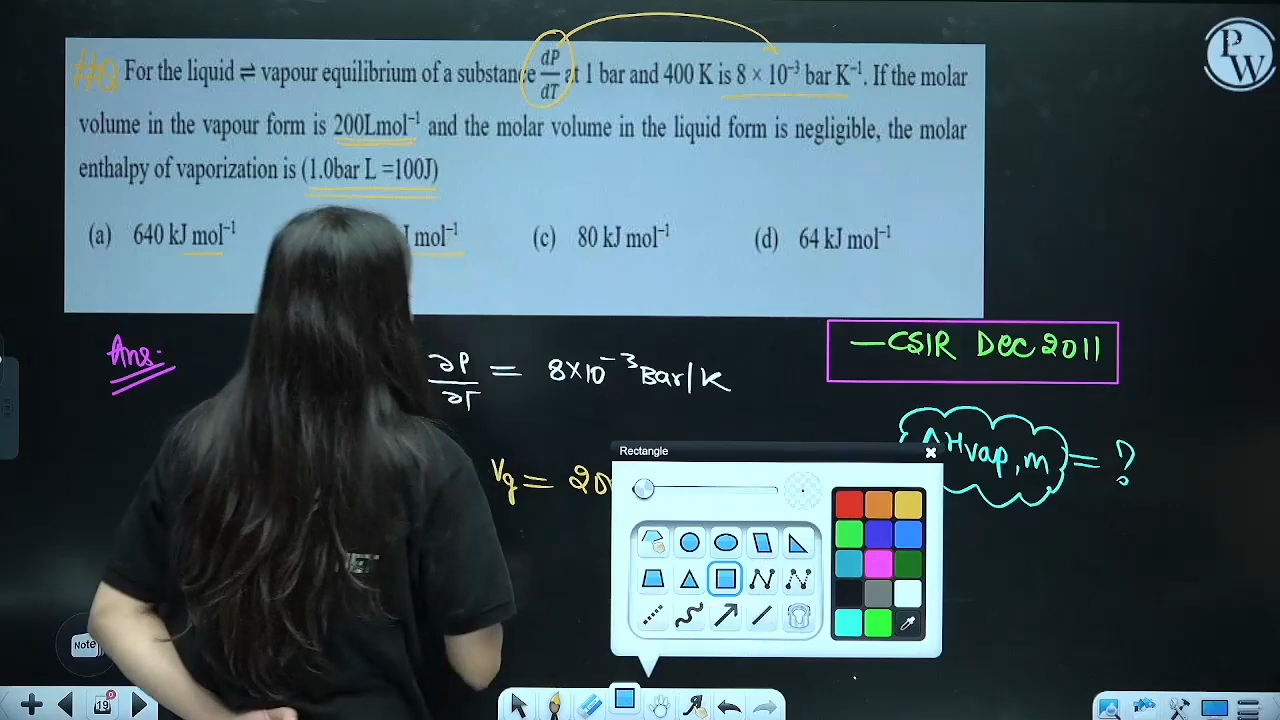 #Q For the liquid ⇌ vapour equilibrium of a substance dP/dT at 1 bar and 400 K is 8 × 10⁻³ bar K⁻¹. If the molar
volume in the vapour form is 200Lmol⁻¹ and the molar volume in the liquid form is negligible, the molar
enthalpy of vaporization is (1.0bar L =100J)
(a) 640 kJ mol⁻¹ J mol⁻¹ (c) 80 kJ mol⁻¹ (d) 64 kJ mol⁻¹
PW
Ans.
—CSIR Dec 2011
∂P/∂T = 8×10⁻³ Bar/K
Hvap,m = ?
Vg = 20
Rectangle
Note
19
0